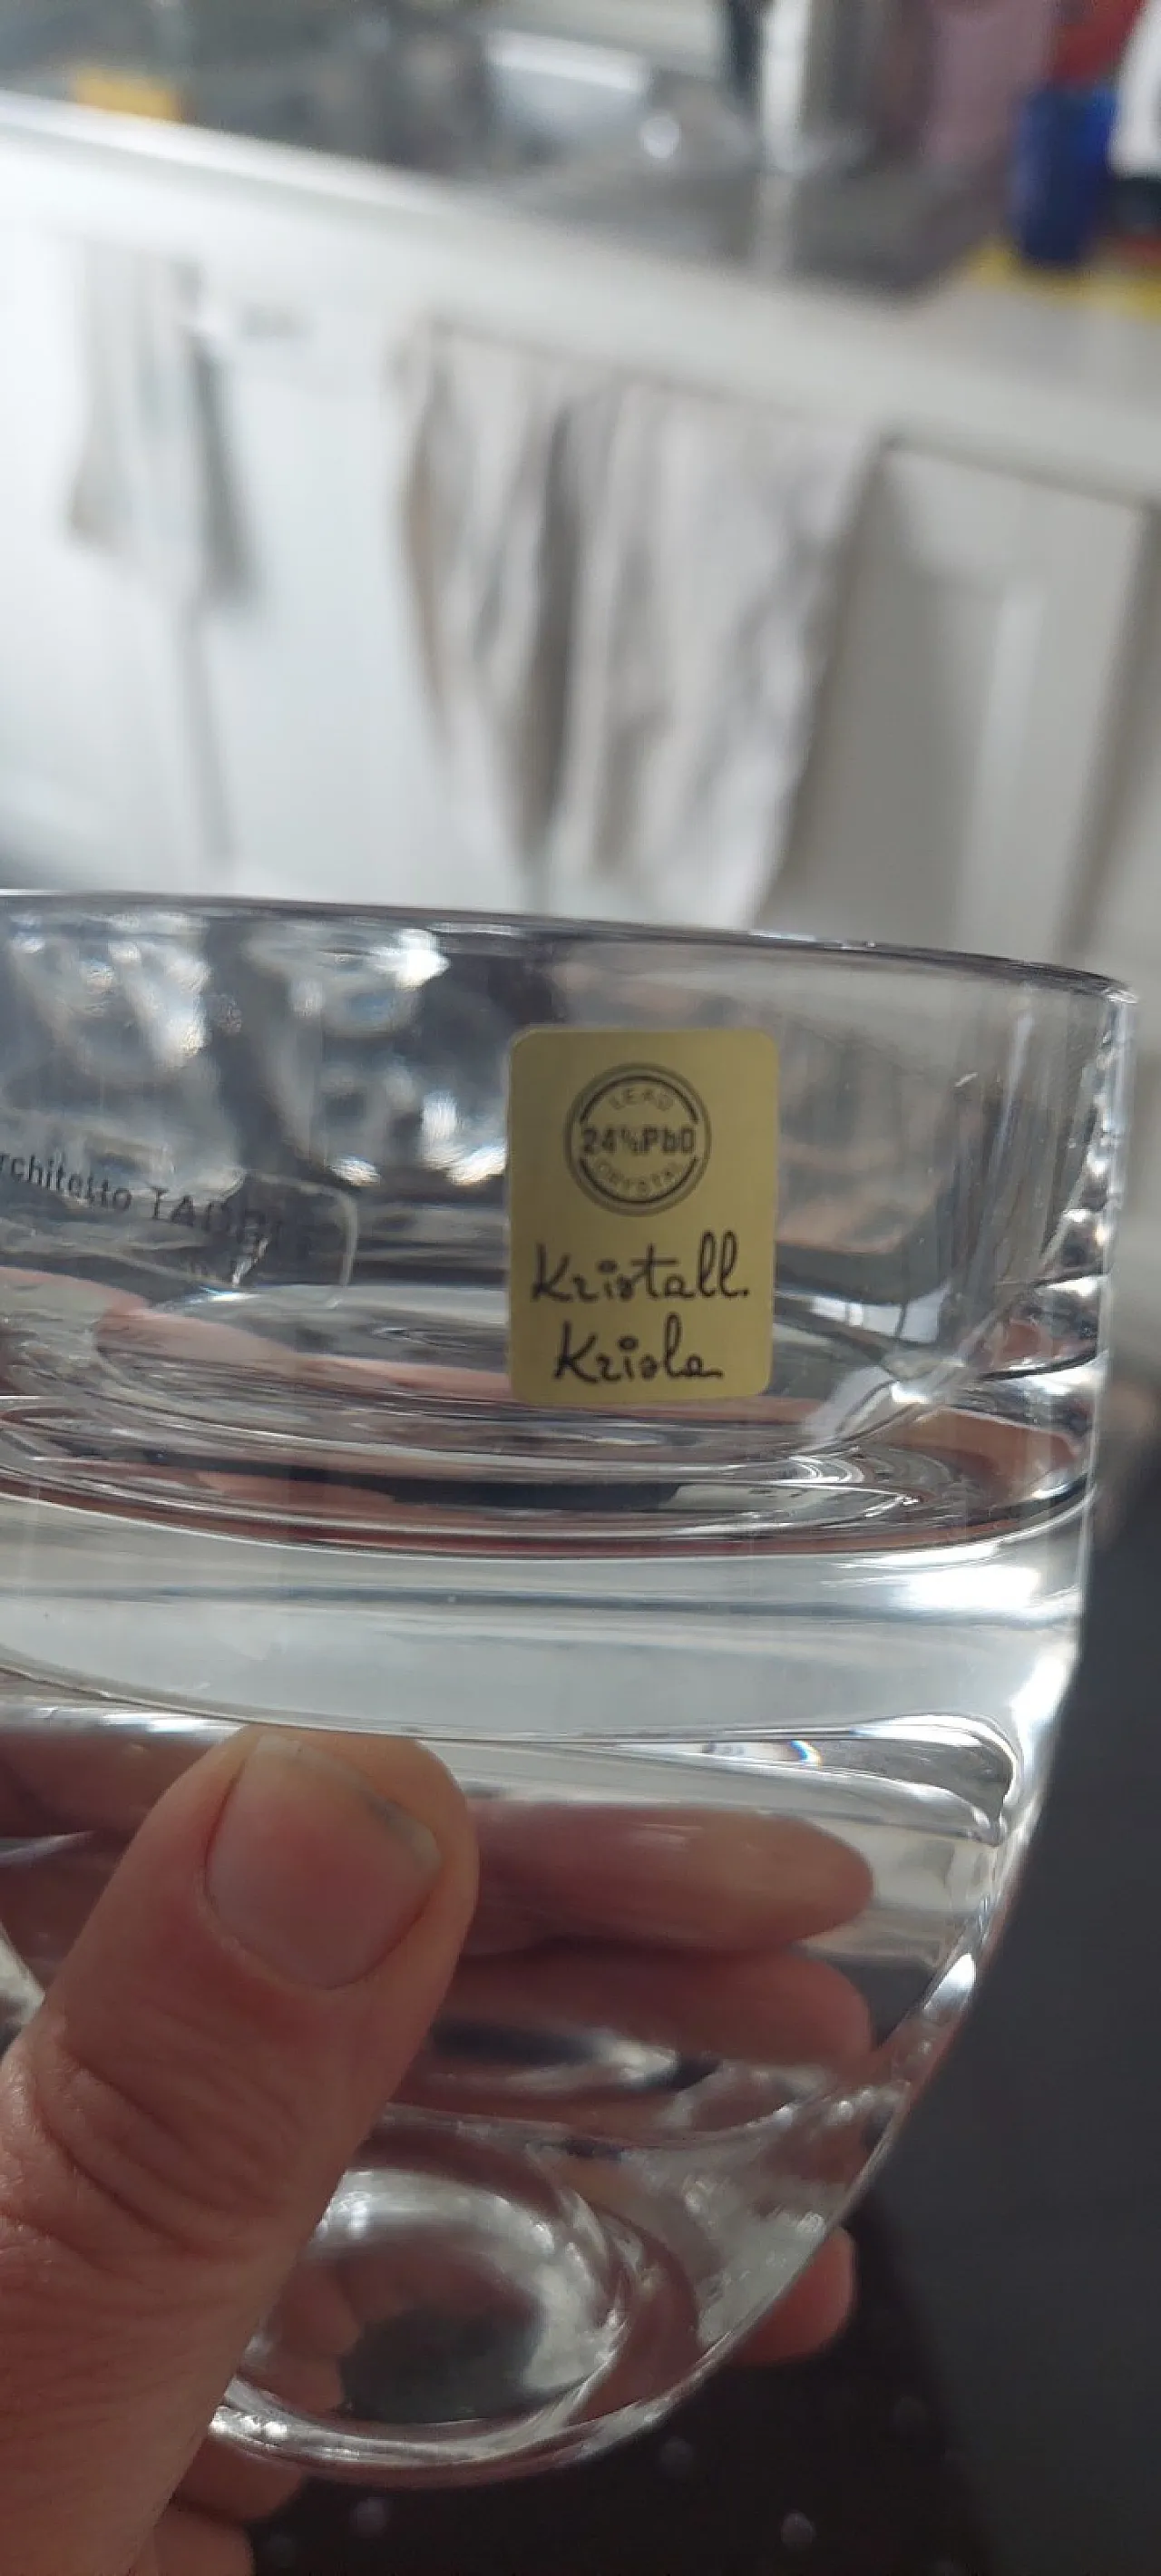 LEAD
24%PbO
CRYSTAL
Kristall.
Krisla
rchitetto